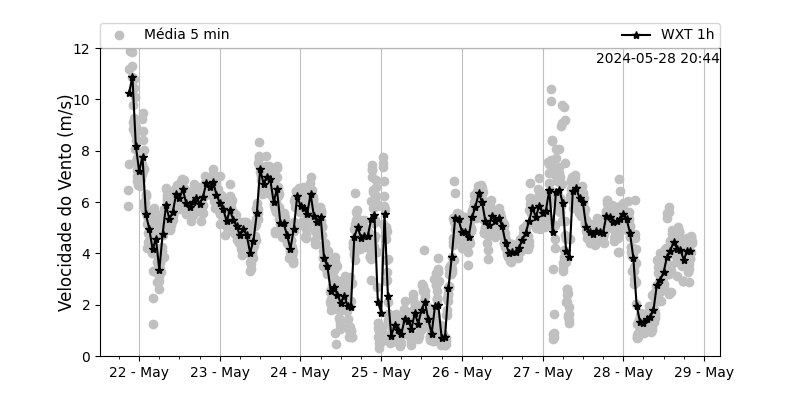 Média 5 min
WXT 1h
2024-05-28 20:44
Velocidade do Vento (m/s)
12
10
8
6
4
2
0
22 - May
23 - May
24 - May
25 - May
26 - May
27 - May
28 - May
29 - May